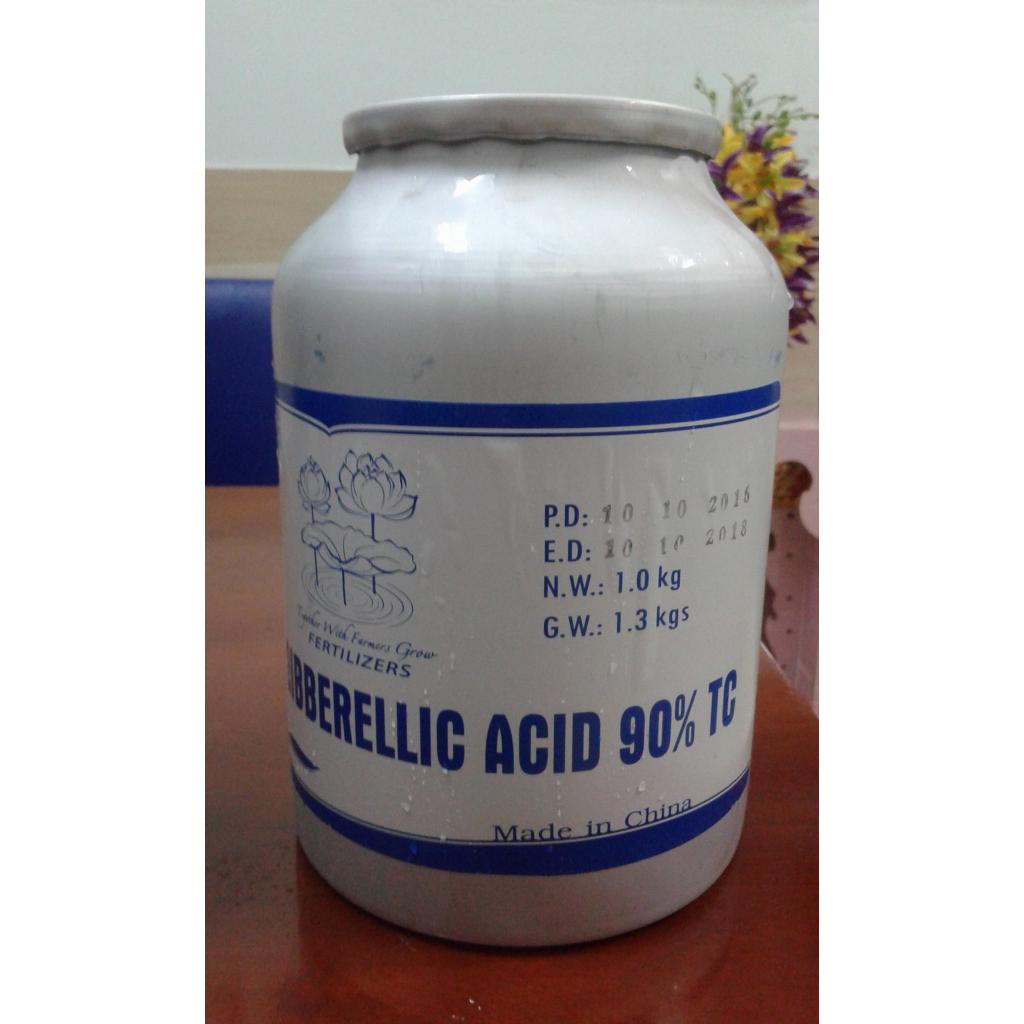 P.D: 10 10 2016
E.D: 10 10 2018
N.W.: 1.0 kg
G.W.: 1.3 kgs
Together With Farmers Grow
FERTILIZERS
IBBERELLIC ACID 90% TC
Made in China